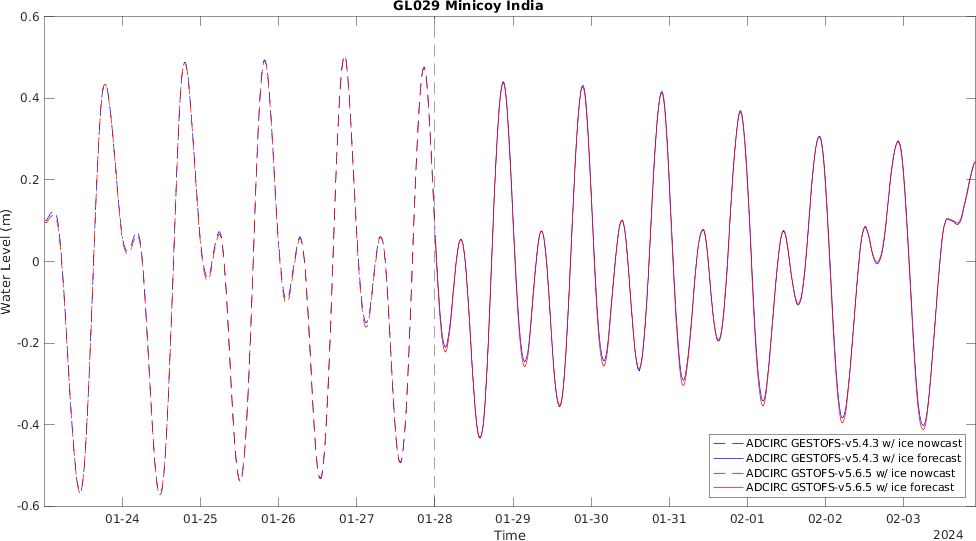 GL029 Minicoy India
0.6
0.4
0.2
0
-0.2
-0.4
-0.6
Water Level (m)
ADCIRC GESTOFS-v5.4.3 w/ ice nowcast
ADCIRC GESTOFS-v5.4.3 w/ ice forecast
ADCIRC GSTOFS-v5.6.5 w/ ice nowcast
ADCIRC GSTOFS-v5.6.5 w/ ice forecast
01-24 01-25 01-26 01-27 01-28 01-29 01-30 01-31 02-01 02-02 02-03
Time
2024